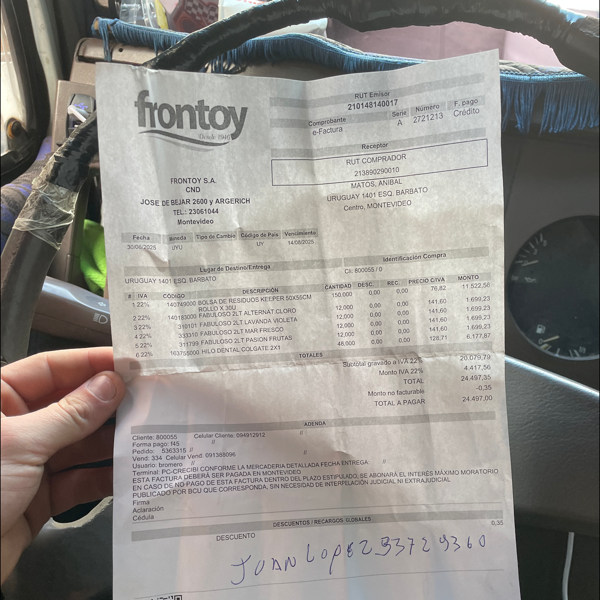 frontoy
Desde 1946
FRONTOY S.A.
CND
JOSE DE BEJAR 2600 y ARGERICH
TEL: 23061044
Montevideo
RUT Emisor
210148140017
Comprobante Serie Número F. pago
e-Factura A 2721213 Crédito
Receptor
RUT COMPRADOR
213890290010
MATOS, ANIBAL
URUGUAY 1401 ESQ. BARBATO
Centro, MONTEVIDEO
Fecha Moneda Tipo de Cambio Código de País Vencimiento
30/06/2025 UYU UY 14/08/2025
Lugar de Destino/Entrega Identificación Compra
URUGUAY 1401 ESQ. BARBATO Cli: 800055 / 0
# IVA CÓDIGO DESCRIPCIÓN CANTIDAD DESC. REC. PRECIO C/IVA MONTO
1 22% 143749000 BOLSA DE RESIDUOS KEEPER 50X55CM 150,000 0,00 0,00 76,82 11.522,56
ROLLO X 30U
2 22% 140183000 FABULOSO 2LT ALTERNAT CLORO 12,000 0,00 0,00 141,60 1.699,23
3 22% 310101 FABULOSO 2LT LAVANDA VIOLETA 12,000 0,00 0,00 141,60 1.699,23
4 22% 333310 FABULOSO 2LT MAR FRESCO 12,000 0,00 0,00 141,60 1.699,23
5 22% 311799 FABULOSO 2LT PASION FRUTAS 12,000 0,00 0,00 141,60 1.699,23
6 22% 163755000 HILO DENTAL COLGATE 2X1 48,000 0,00 0,00 128,71 6.177,87
TOTALES
Subtotal gravado a IVA 22% 20.079,79
Monto IVA 22% 4.417,56
TOTAL 24.497,35
Monto no facturable -0,35
TOTAL A PAGAR 24.497,00
ADENDA
Cliente: 800055 Celular Cliente: 094912912 //
Forma pago: f45 //
Pedido: 5363315 //
Vend: 334 Celular Vend: 091388096 //
Usuario: bromero //
Terminal: PC-CRECIBI CONFORME LA MERCADERIA DETALLADA FECHA ENTREGA //
ESTA FACTURA DEBERÁ SER PAGADA EN MONTEVIDEO
EN CASO DE NO PAGO DE ESTA FACTURA DENTRO DEL PLAZO ESTIPULADO, SE ABONARÁ EL INTERÉS MÁXIMO MORATORIO
PUBLICADO POR BCU QUE CORRESPONDA, SIN NECESIDAD DE INTERPELACIÓN JUDICIAL NI EXTRAJUDICIAL
Firma
Aclaración
Cédula
DESCUENTOS / RECARGOS GLOBALES
DESCUENTO 0,35
JUAN LOPEZ